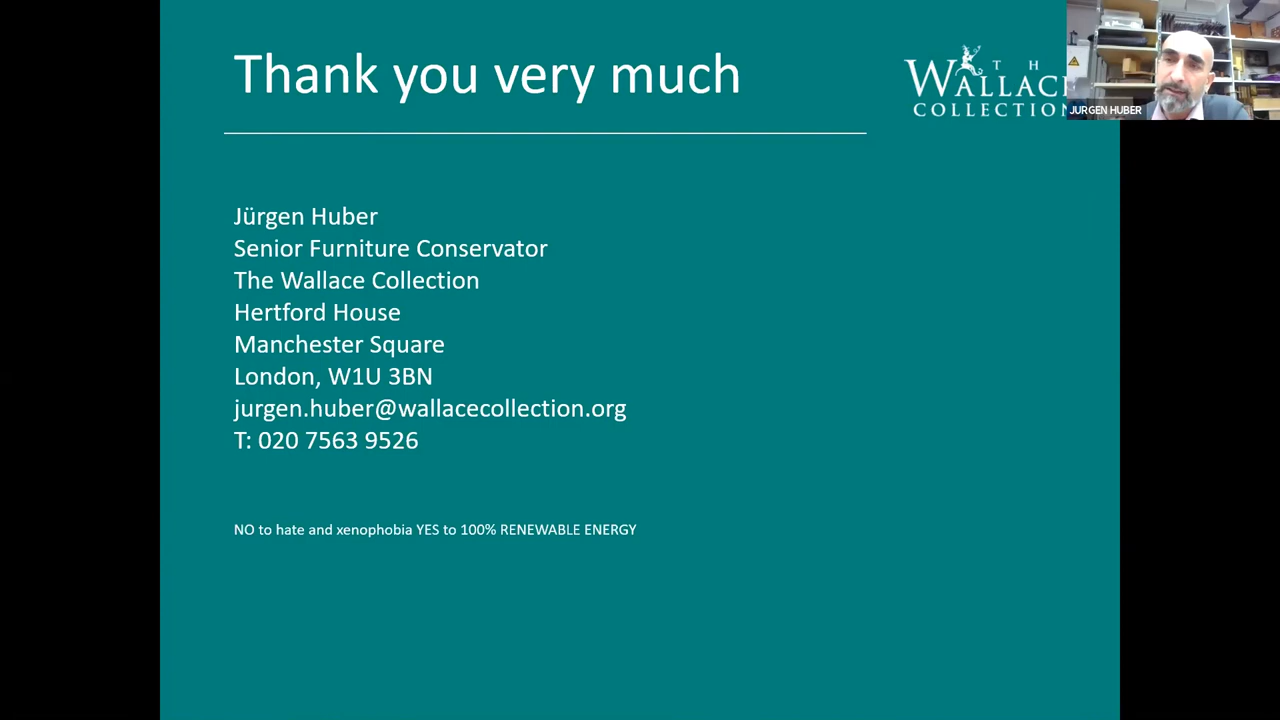 Thank you very much
T H
WALLAC
COLLECTION
JURGEN HUBER
Jürgen Huber
Senior Furniture Conservator
The Wallace Collection
Hertford House
Manchester Square
London, W1U 3BN
jurgen.huber@wallacecollection.org
T: 020 7563 9526
NO to hate and xenophobia YES to 100% RENEWABLE ENERGY